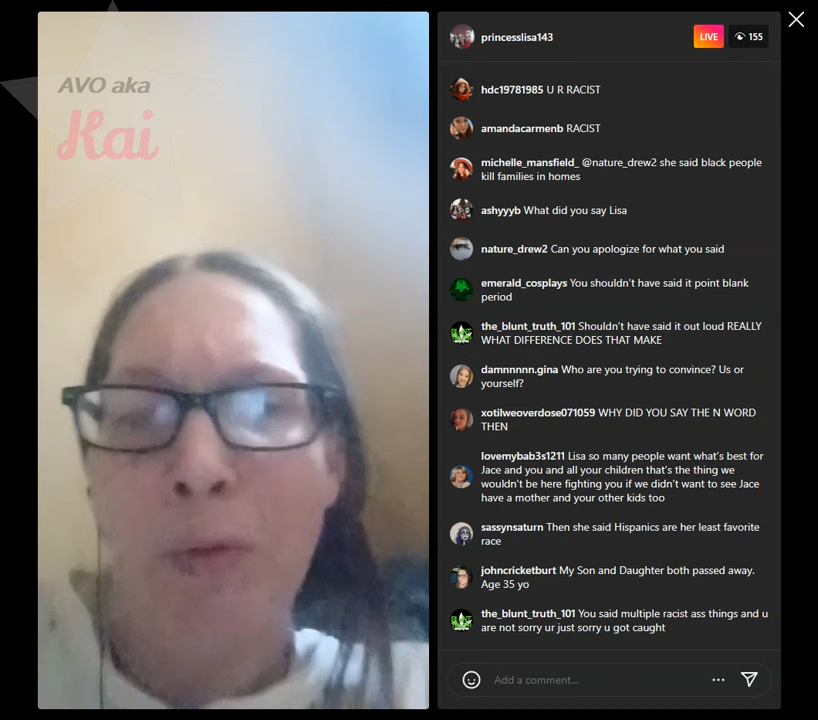 AVO aka
Kai
princesslisa143
LIVE
155
hdc19781985 U R RACIST
amandacarmenb RACIST
michelle_mansfield_ @nature_drew2 she said black people
kill families in homes
ashyyyb What did you say Lisa
nature_drew2 Can you apologize for what you said
emerald_cosplays You shouldn't have said it point blank
period
the_blunt_truth_101 Shouldn't have said it out loud REALLY
WHAT DIFFERENCE DOES THAT MAKE
damnnnnn.gina Who are you trying to convince? Us or
yourself?
xotilweoverdose071059 WHY DID YOU SAY THE N WORD
THEN
lovemybab3s1211 Lisa so many people want what's best for
Jace and you and all your children that's the thing we
wouldn't be here fighting you if we didn't want to see Jace
have a mother and your other kids too
sassynsaturn Then she said Hispanics are her least favorite
race
johncricketburt My Son and Daughter both passed away.
Age 35 yo
the_blunt_truth_101 You said multiple racist ass things and u
are not sorry ur just sorry u got caught
Add a comment...